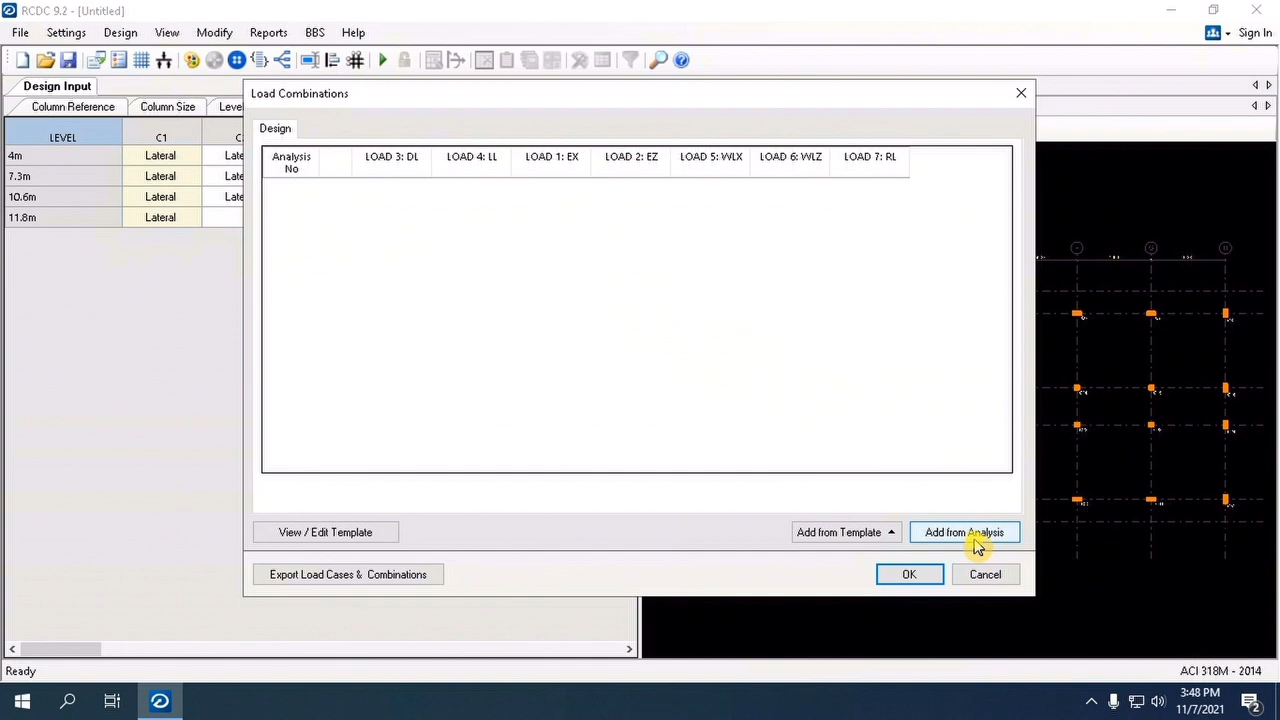 RCDC 9.2 - [Untitled]
File Settings Design View Modify Reports BBS Help
Sign In
Design Input
Column Reference Column Size Level
LEVEL C1
4m Lateral
7.3m Lateral
10.6m Lateral
11.8m Lateral
Load Combinations
Design
Analysis No LOAD 3: DL LOAD 4: LL LOAD 1: EX LOAD 2: EZ LOAD 5: WLX LOAD 6: WLZ LOAD 7: RL
View / Edit Template Add from Template Add from Analysis
Export Load Cases & Combinations OK Cancel
Ready
ACI 318M - 2014
3:48 PM
11/7/2021
2